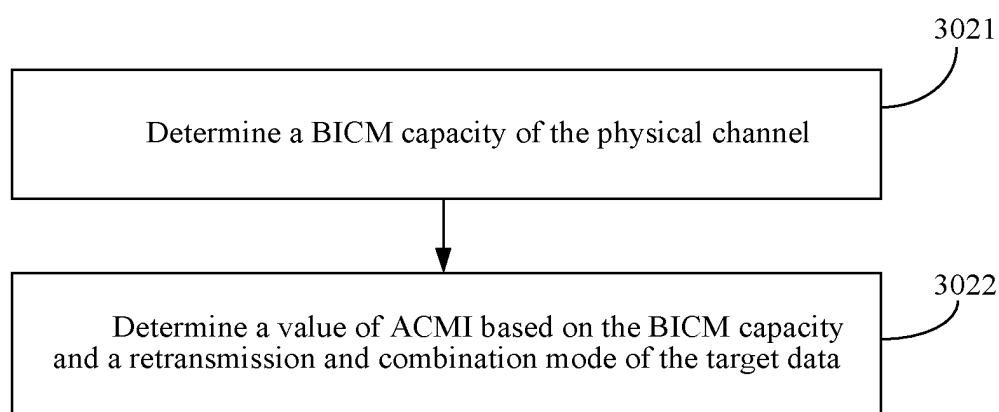 3021
Determine a BICM capacity of the physical channel
3022
Determine a value of ACMI based on the BICM capacity
and a retransmission and combination mode of the target data